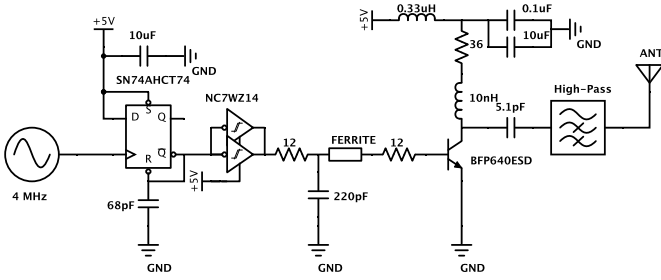 0.33uH
0.1uF
+5V
+5V
10uF
36
10uF
GND
ANT
GND
SN74AHCT74
NC7WZ14
10nH
High-Pass
5.1pF
S
D
Q
12
FERRITE
12
R
Q
BFP640ESD
4 MHz
+5V
68pF
220pF
GND
GND
GND